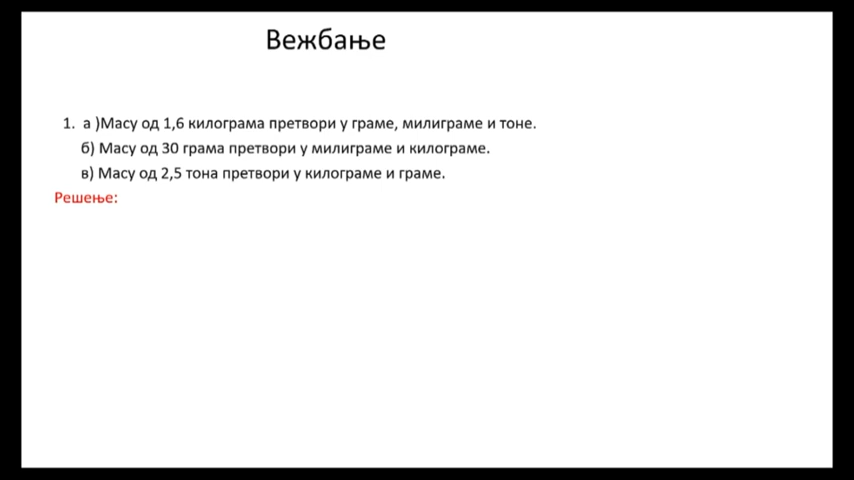 Вежбање
1. а )Масу од 1,6 килограма претвори у граме, милиграме и тоне.
б) Масу од 30 грама претвори у милиграме и килограме.
в) Масу од 2,5 тона претвори у килограме и граме.
Решење: